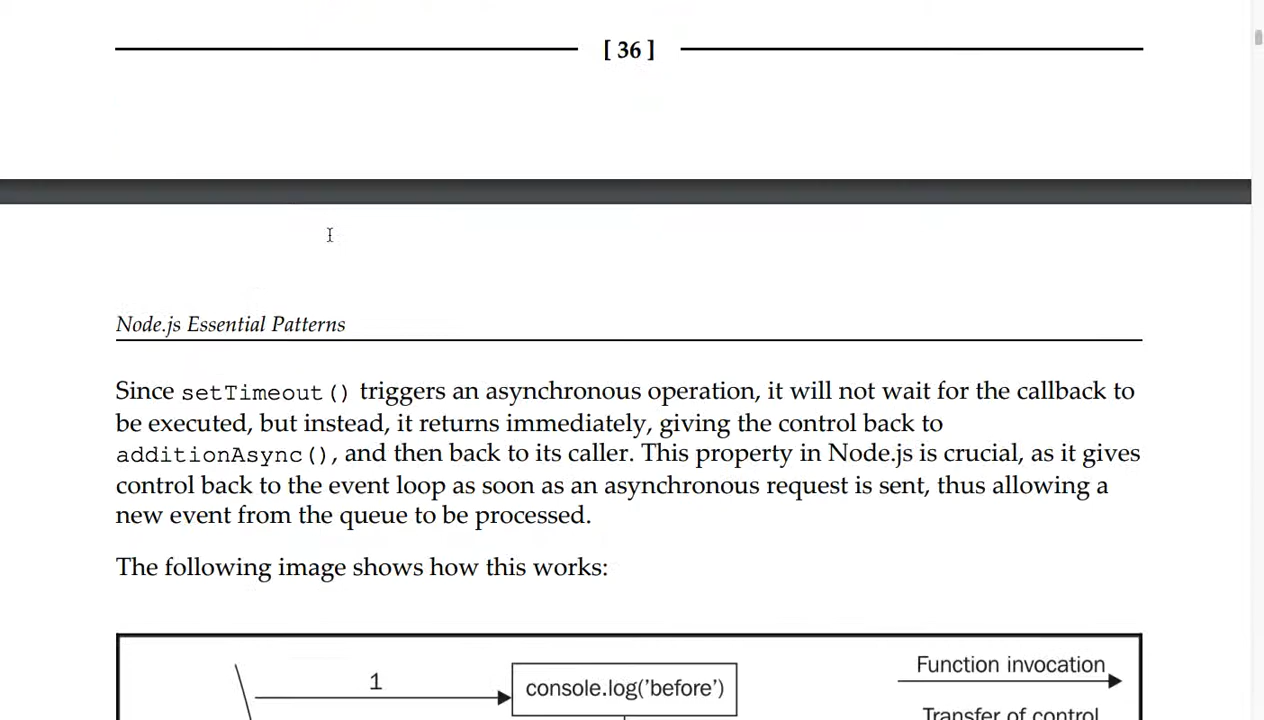 [ 36 ]
Node.js Essential Patterns
Since setTimeout() triggers an asynchronous operation, it will not wait for the callback to
be executed, but instead, it returns immediately, giving the control back to
additionAsync(), and then back to its caller. This property in Node.js is crucial, as it gives
control back to the event loop as soon as an asynchronous request is sent, thus allowing a
new event from the queue to be processed.
The following image shows how this works:
Function invocation
1
console.log('before')
Transfer of control